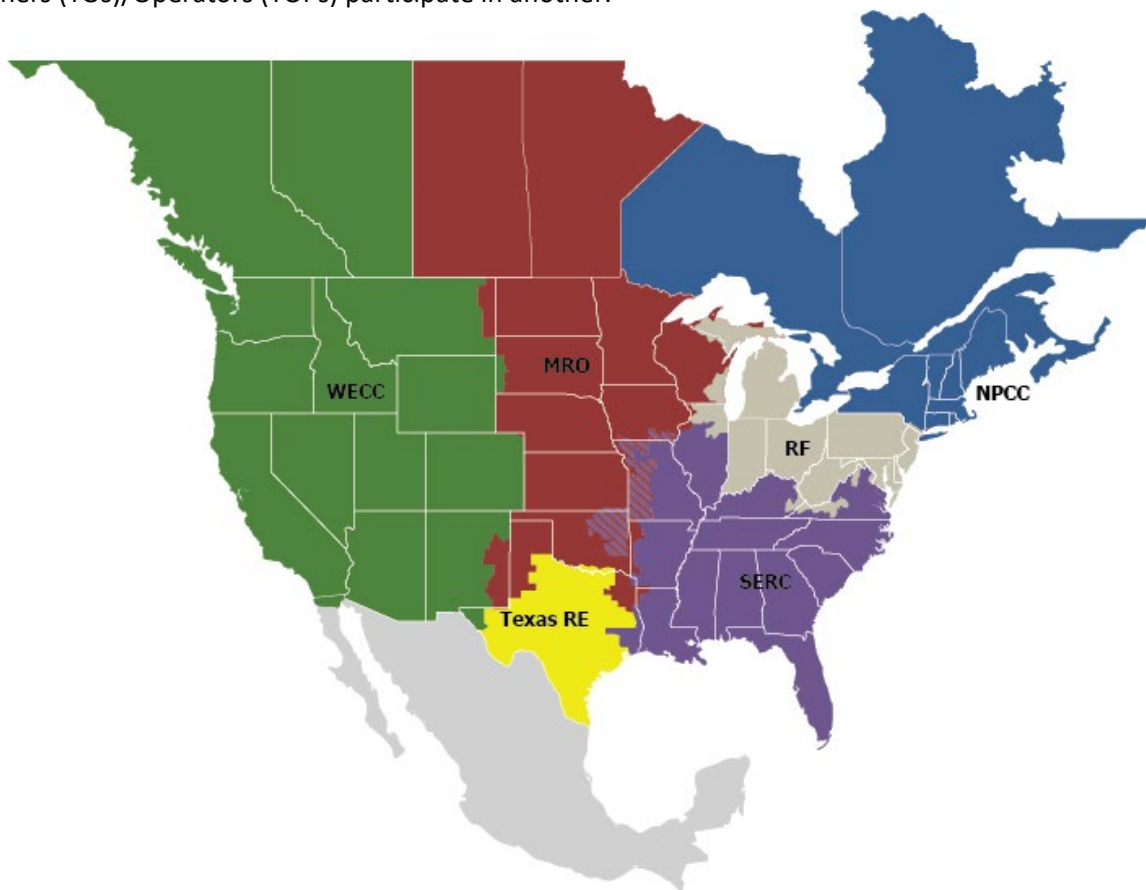 ners (TOs)/Operators (TOPs) participate in another.
MRO
WECC
NPCC
RF
SERC
Texas RE